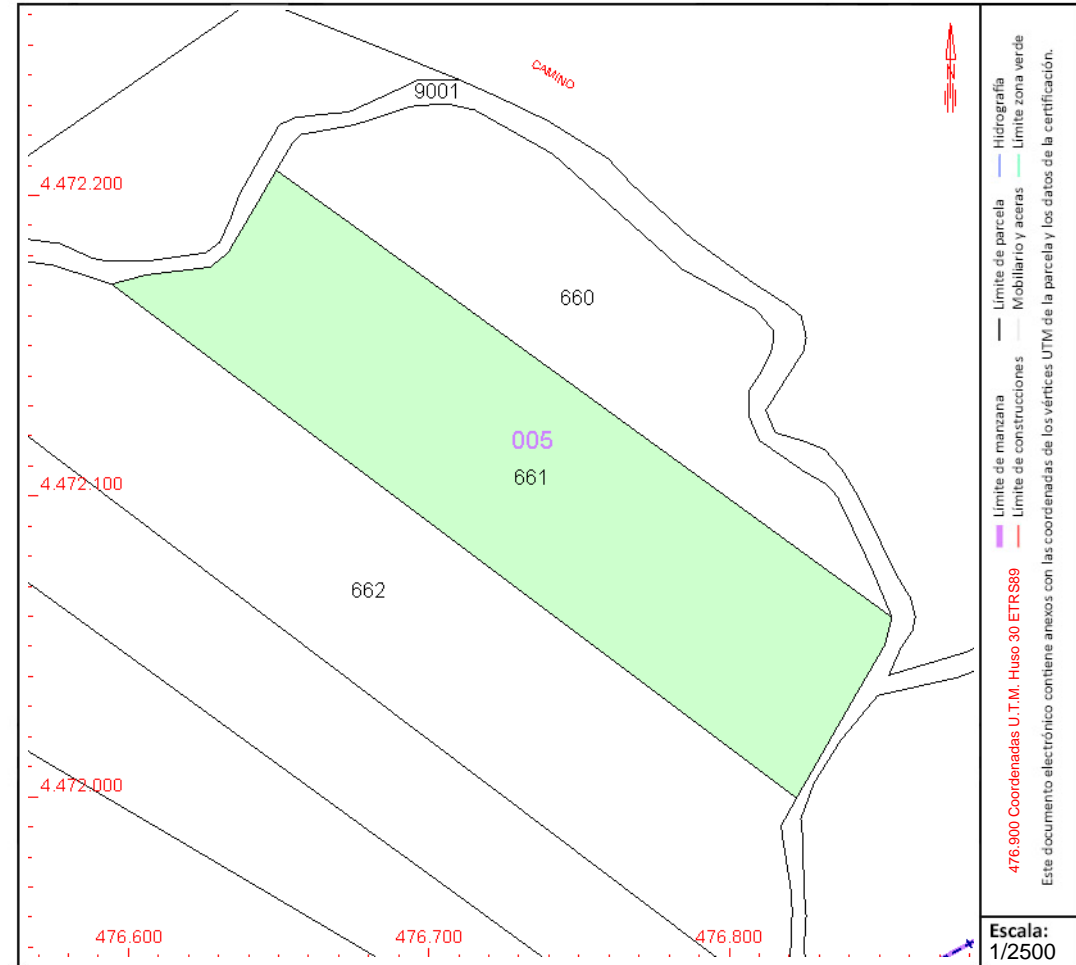 CAMINO
N
9001
4.472.200
660
005
661
4.472.100
662
4.472.000
476.600
476.700
476.800
Límite de manzana
Límite de parcela
Hidrografía
Límite de construcciones
Mobiliario y aceras
Límite zona verde
476.900 Coordenadas U.T.M. Huso 30 ETRS89
Este documento electrónico contiene anexos con las coordenadas de los vértices UTM de la parcela y los datos de la certificación.
Escala:
1/2500